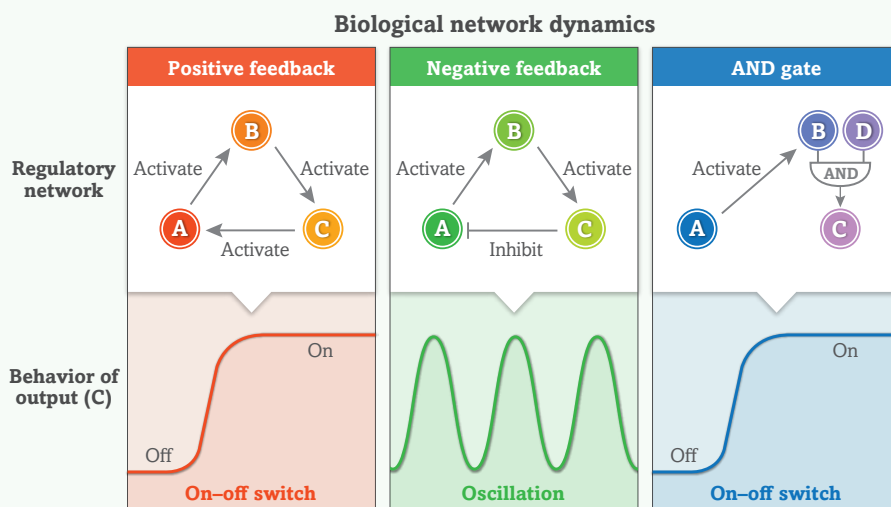 Biological network dynamics
Positive feedback
Negative feedback
AND gate
Regulatory
network
B
Activate
Activate
A
C
Activate
B
Activate
Activate
A
C
Inhibit
B
D
Activate
AND
A
C
Behavior of
output (C)
On
Off
On–off switch
Oscillation
On
Off
On–off switch